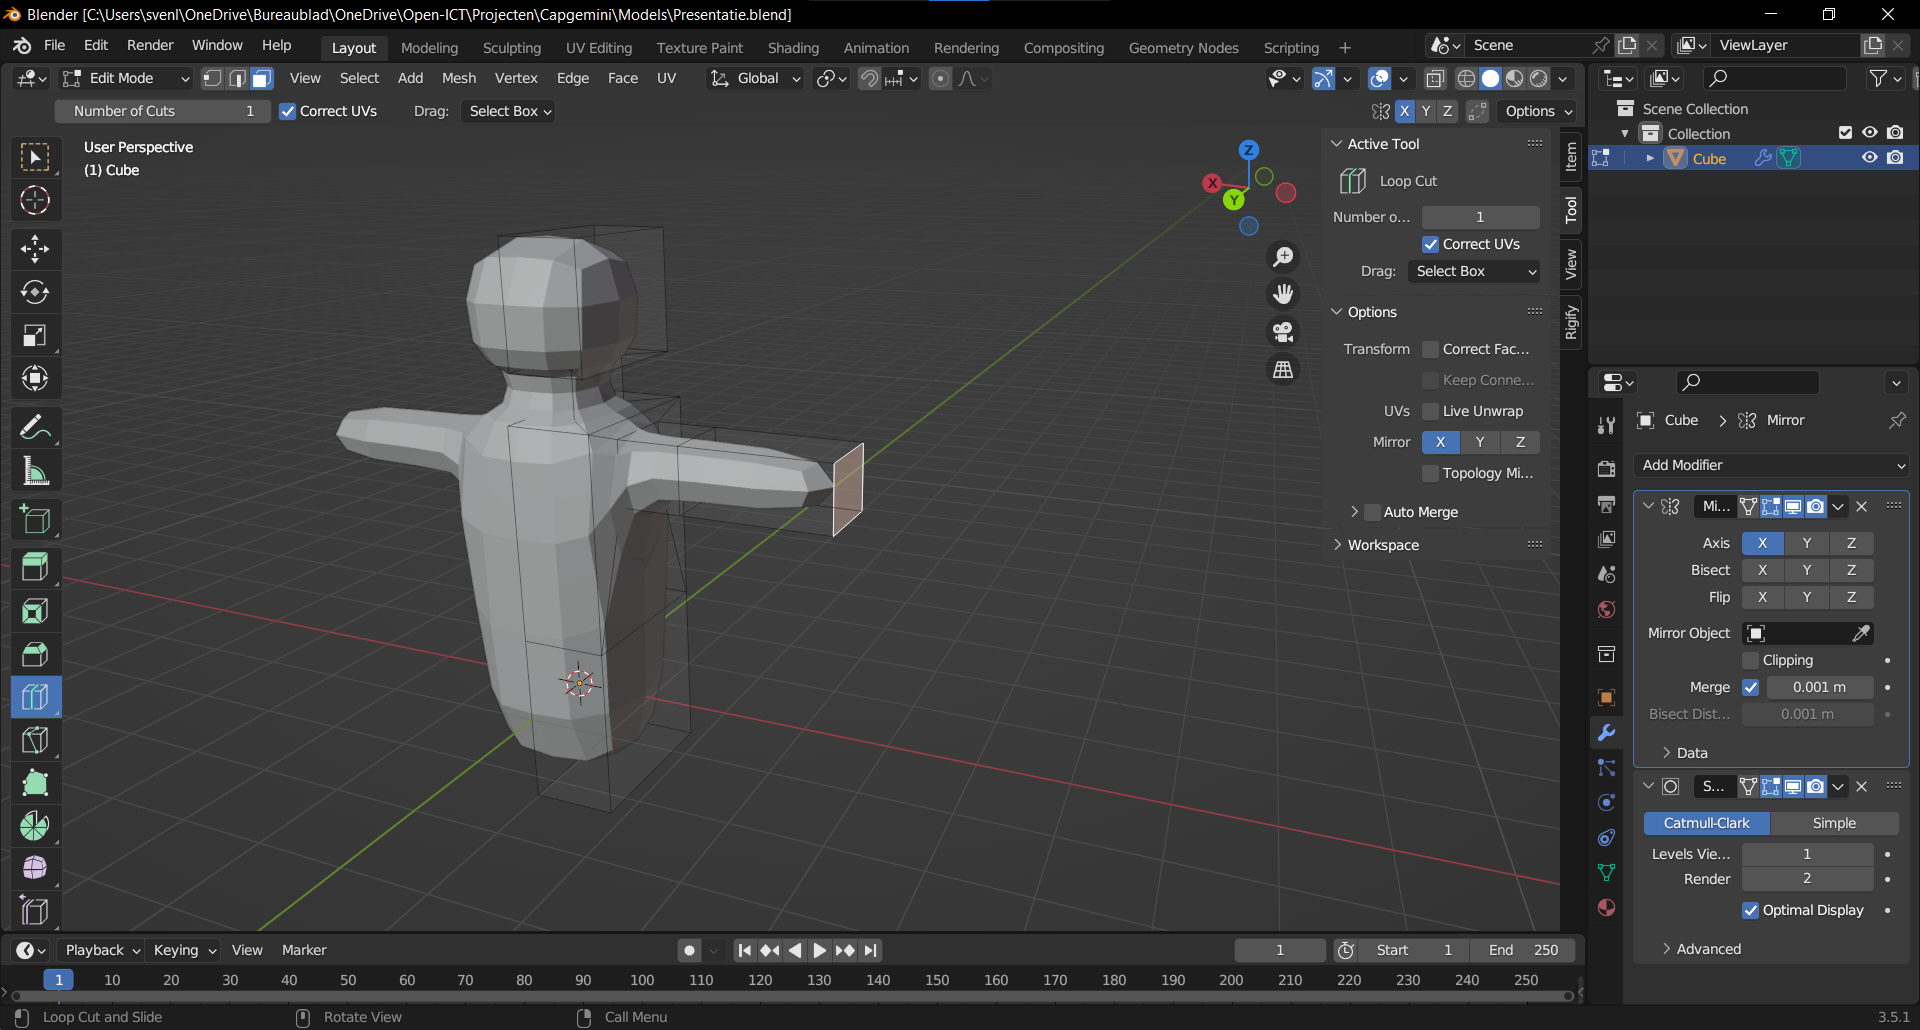 Blender [C:\Users\svenl\OneDrive\Bureaublad\OneDrive\Open-ICT\Projecten\Capgemini\Models\Presentatie.blend]
File Edit Render Window Help Layout Modeling Sculpting UV Editing Texture Paint Shading Animation Rendering Compositing Geometry Nodes Scripting + Scene ViewLayer
Edit Mode View Select Add Mesh Vertex Edge Face UV Global
Number of Cuts 1 Correct UVs Drag: Select Box X Y Z Options
User Perspective
(1) Cube
Z
X
Y
Active Tool
Loop Cut
Number o... 1
Correct UVs
Drag: Select Box
Options
Transform Correct Fac...
Keep Conne...
UVs Live Unwrap
Mirror X Y Z
Topology Mi...
Auto Merge
Workspace
Item
Tool
View
Rigify
Scene Collection
Collection
Cube
Cube > Mirror
Add Modifier
Mi...
Axis X Y Z
Bisect X Y Z
Flip X Y Z
Mirror Object
Clipping
Merge 0.001 m
Bisect Dist... 0.001 m
Data
S...
Catmull-Clark Simple
Levels Vie... 1
Render 2
Optimal Display
Advanced
Playback Keying View Marker 1 Start 1 End 250
1 10 20 30 40 50 60 70 80 90 100 110 120 130 140 150 160 170 180 190 200 210 220 230 240 250
Loop Cut and Slide Rotate View Call Menu 3.5.1